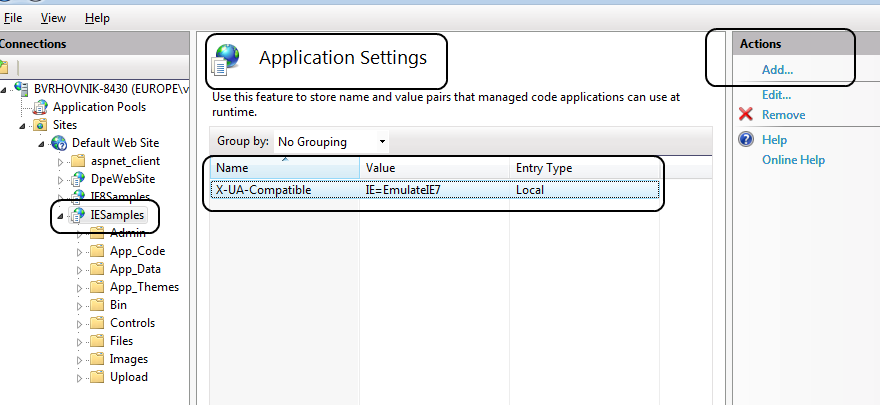 File View Help
Connections
BVRHOVNIK-8430 (EUROPE\v
Application Pools
Sites
Default Web Site
aspnet_client
DpeWebSite
IE8Samples
IESamples
Admin
App_Code
App_Data
App_Themes
Bin
Controls
Files
Images
Upload
Application Settings
Use this feature to store name and value pairs that managed code applications can use at
runtime.
Group by: No Grouping
Name Value Entry Type
X-UA-Compatible IE=EmulateIE7 Local
Actions
Add...
Edit...
Remove
Help
Online Help